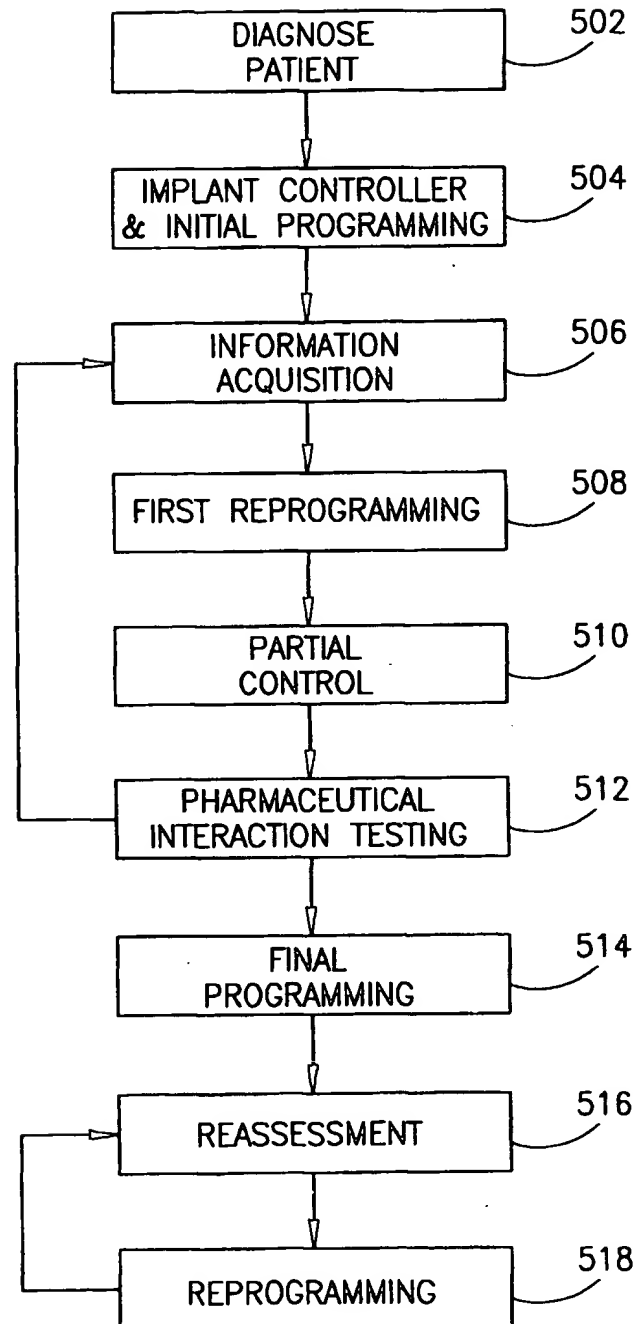 DIAGNOSE
PATIENT
502
IMPLANT CONTROLLER
& INITIAL PROGRAMMING
504
INFORMATION
ACQUISITION
506
FIRST REPROGRAMMING
508
PARTIAL
CONTROL
510
PHARMACEUTICAL
INTERACTION TESTING
512
FINAL
PROGRAMMING
514
REASSESSMENT
516
REPROGRAMMING
518